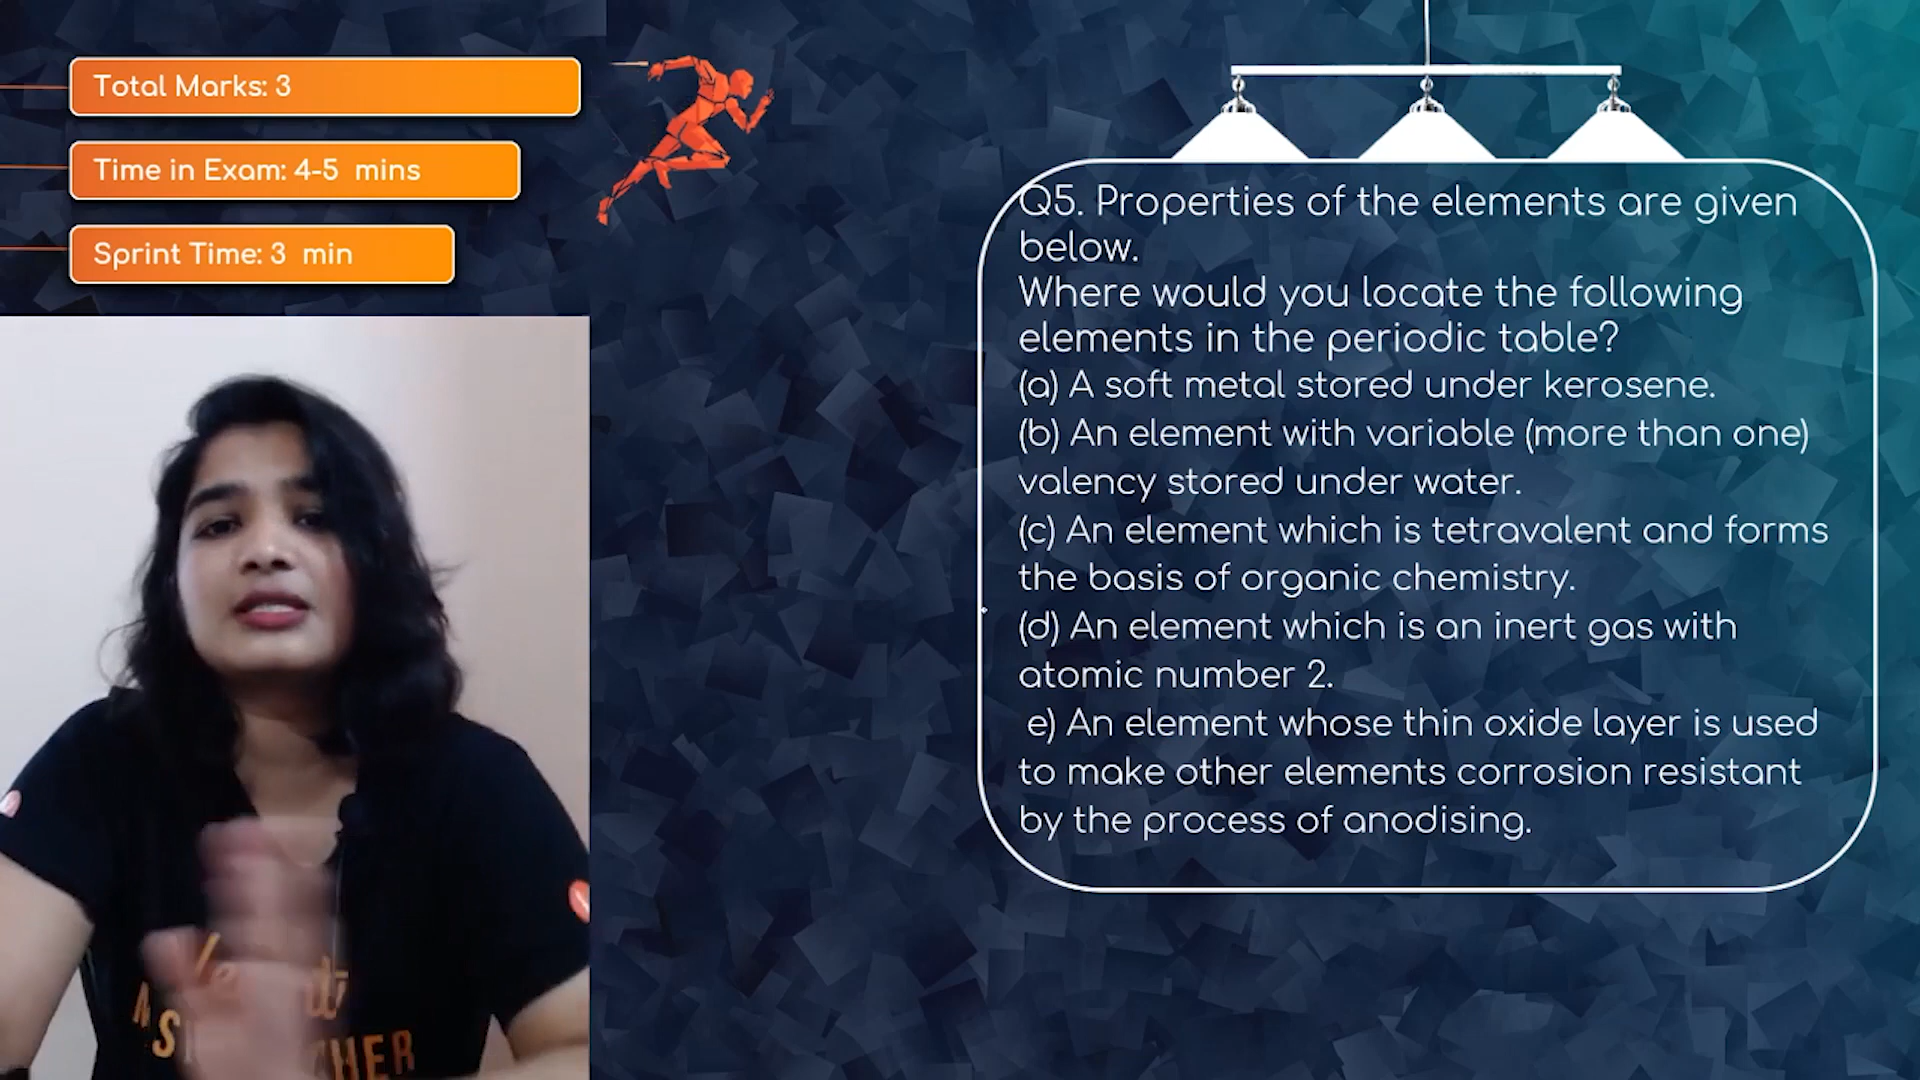 Total Marks: 3
Time in Exam: 4-5 mins
Sprint Time: 3 min
Q5. Properties of the elements are given
below.
Where would you locate the following
elements in the periodic table?
(a) A soft metal stored under kerosene.
(b) An element with variable (more than one)
valency stored under water.
(c) An element which is tetravalent and forms
the basis of organic chemistry.
(d) An element which is an inert gas with
atomic number 2.
e) An element whose thin oxide layer is used
to make other elements corrosion resistant
by the process of anodising.